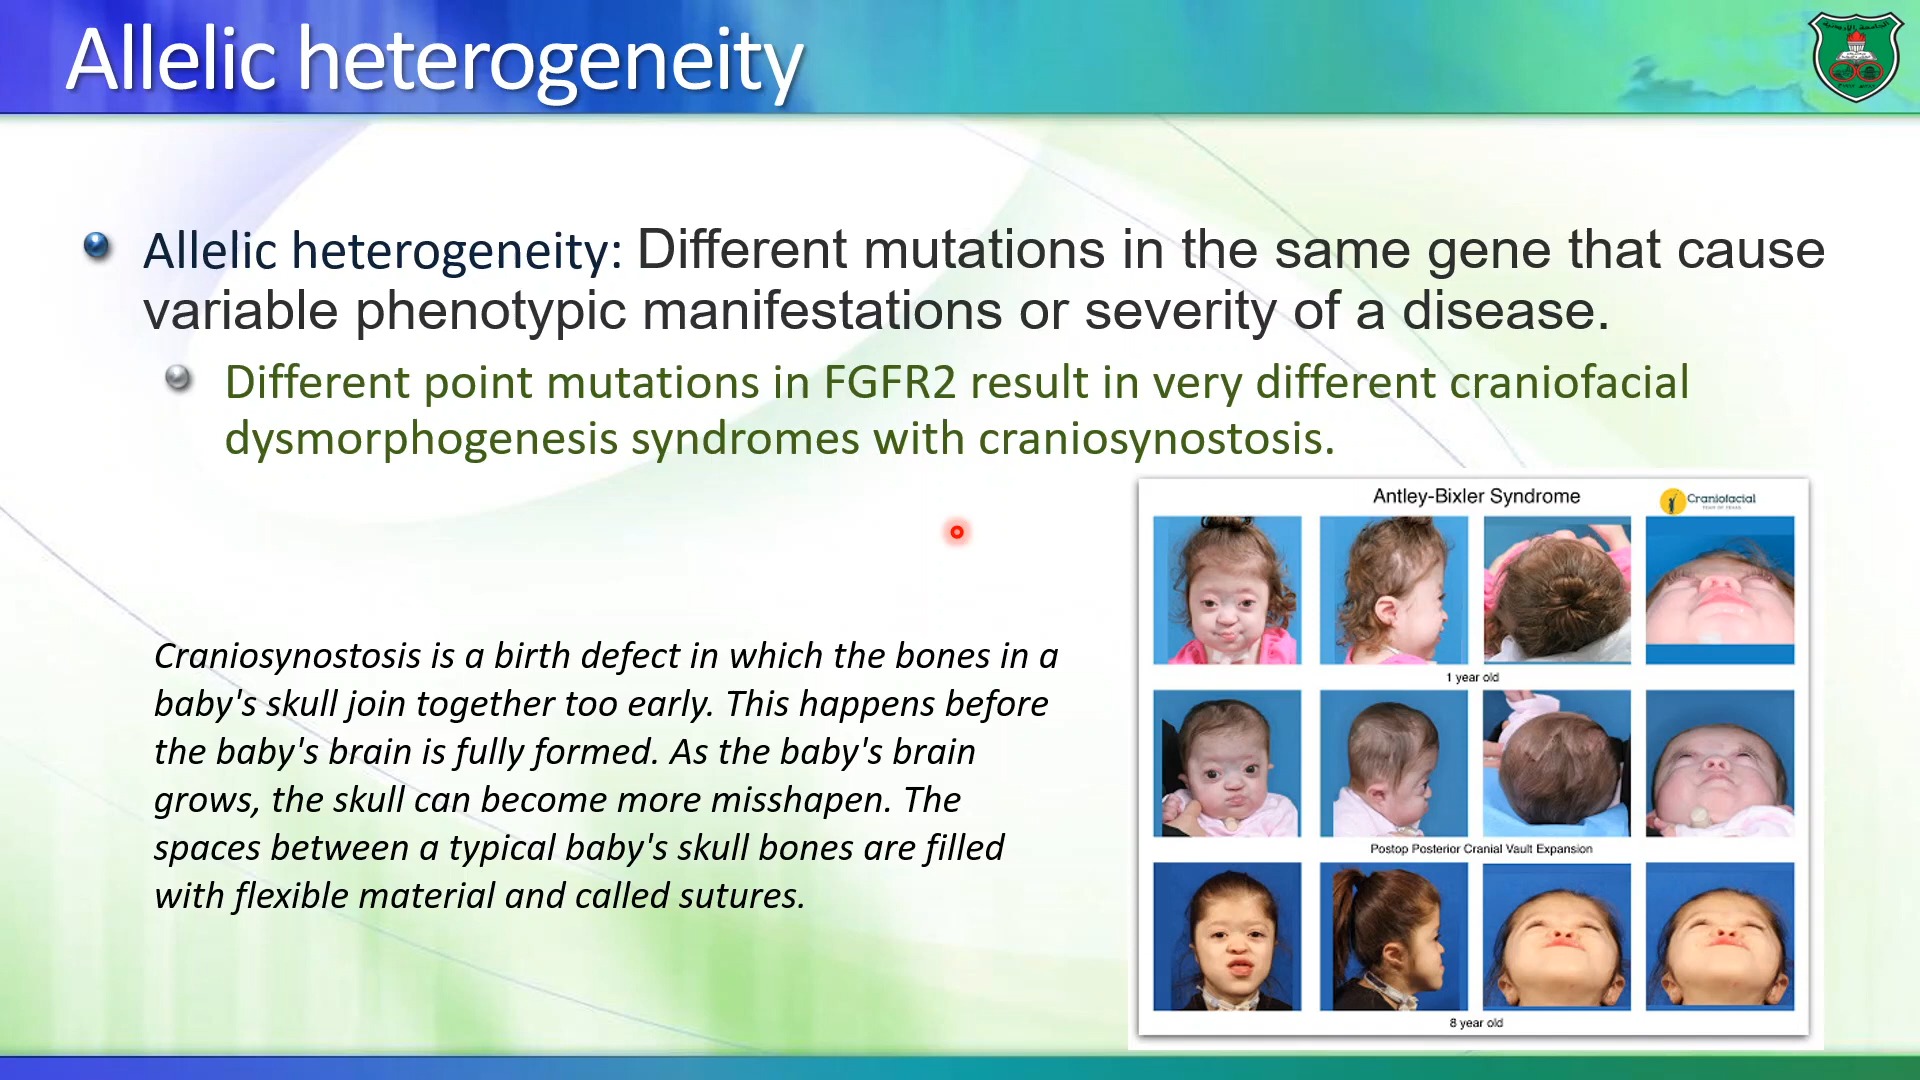 Allelic heterogeneity
Allelic heterogeneity: Different mutations in the same gene that cause
variable phenotypic manifestations or severity of a disease.
Different point mutations in FGFR2 result in very different craniofacial
dysmorphogenesis syndromes with craniosynostosis.
Craniosynostosis is a birth defect in which the bones in a
baby's skull join together too early. This happens before
the baby's brain is fully formed. As the baby's brain
grows, the skull can become more misshapen. The
spaces between a typical baby's skull bones are filled
with flexible material and called sutures.
Antley-Bixler Syndrome
Craniofacial
TEAM OF TEXAS
1 year old
Postop Posterior Cranial Vault Expansion
8 year old